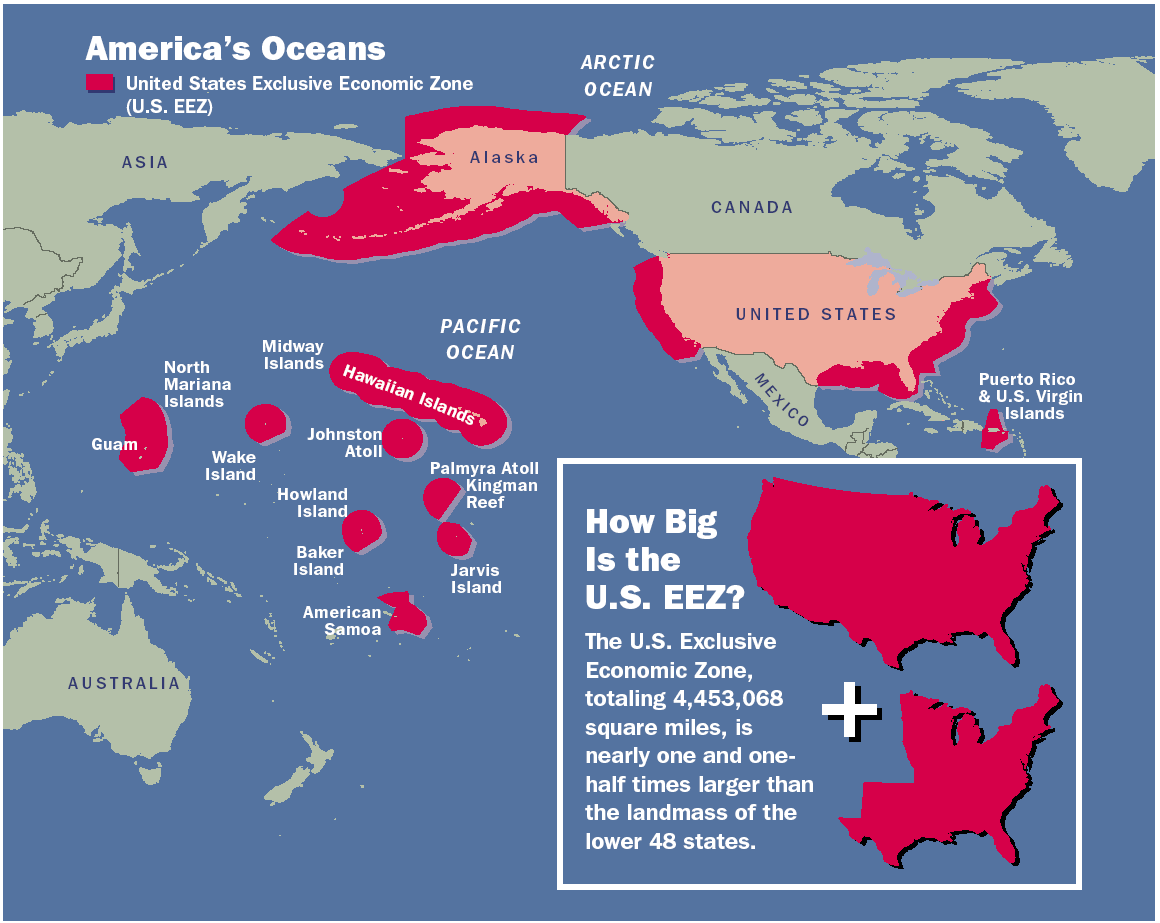 America's Oceans
United States Exclusive Economic Zone
(U.S. EEZ)
ARCTIC
OCEAN
ASIA
Alaska
CANADA
UNITED STATES
MEXICO
PACIFIC
OCEAN
Midway
Islands
Hawaiian Islands
North
Mariana
Islands
Guam
Wake
Island
Johnston
Atoll
Palmyra Atoll
Kingman
Reef
Howland
Island
Baker
Island
Jarvis
Island
American
Samoa
Puerto Rico
& U.S. Virgin
Islands
AUSTRALIA
How Big
Is the
U.S. EEZ?
The U.S. Exclusive
Economic Zone,
totaling 4,453,068
square miles, is
nearly one and one-
half times larger than
the landmass of the
lower 48 states.